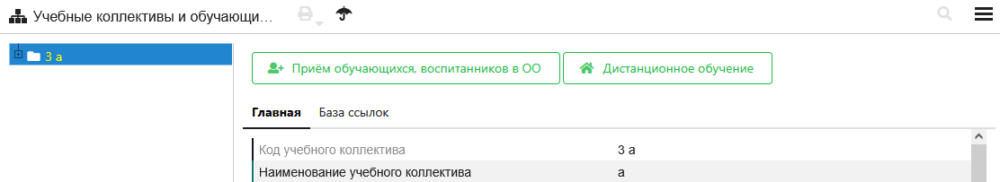 Учебные коллективы и обучающи...
3 а
Приём обучающихся, воспитанников в ОО
Дистанционное обучение
Главная
База ссылок
Код учебного коллектива
3 а
Наименование учебного коллектива
а